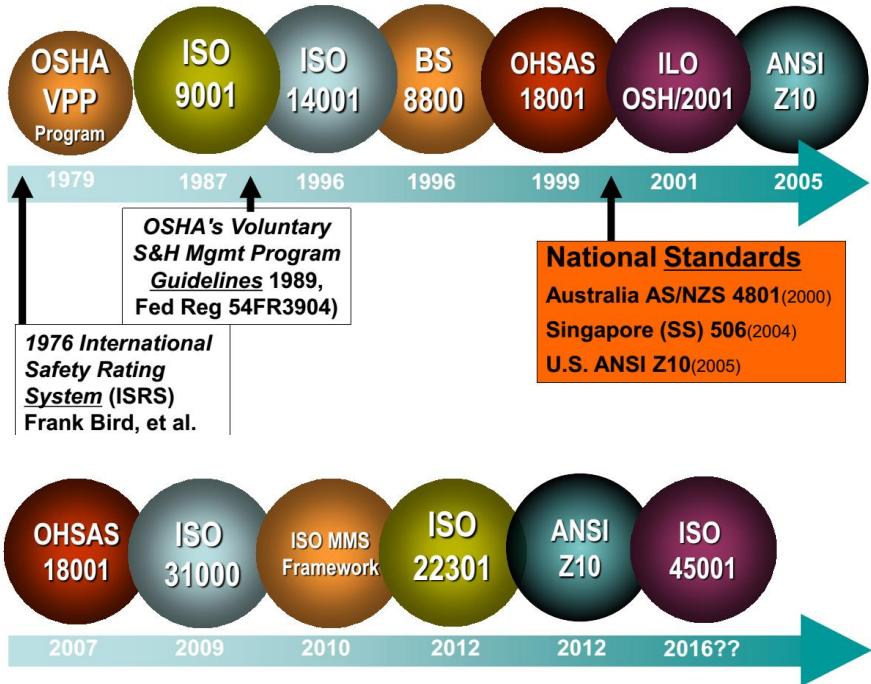 OSHA
VPP
Program
ISO
9001
ISO
14001
BS
8800
OHSAS
18001
ILO
OSH/2001
ANSI
Z10
1979
1987
1996
1996
1999
2001
2005
OSHA's Voluntary
S&H Mgmt Program
Guidelines 1989,
Fed Reg 54FR3904)
National Standards
Australia AS/NZS 4801(2000)
Singapore (SS) 506(2004)
U.S. ANSI Z10(2005)
1976 International
Safety Rating
System (ISRS)
Frank Bird, et al.
OHSAS
18001
ISO
31000
ISO MMS
Framework
ISO
22301
ANSI
Z10
ISO
45001
2007
2009
2010
2012
2012
2016??